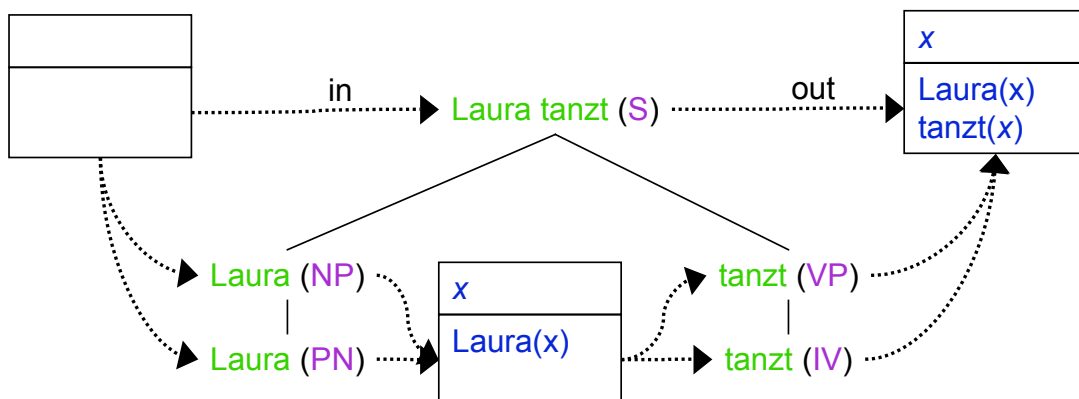 x
in
Laura tanzt (S)
out
Laura(x)
tanzt(x)
Laura (NP)
x
tanzt (VP)
Laura(x)
Laura (PN)
tanzt (IV)